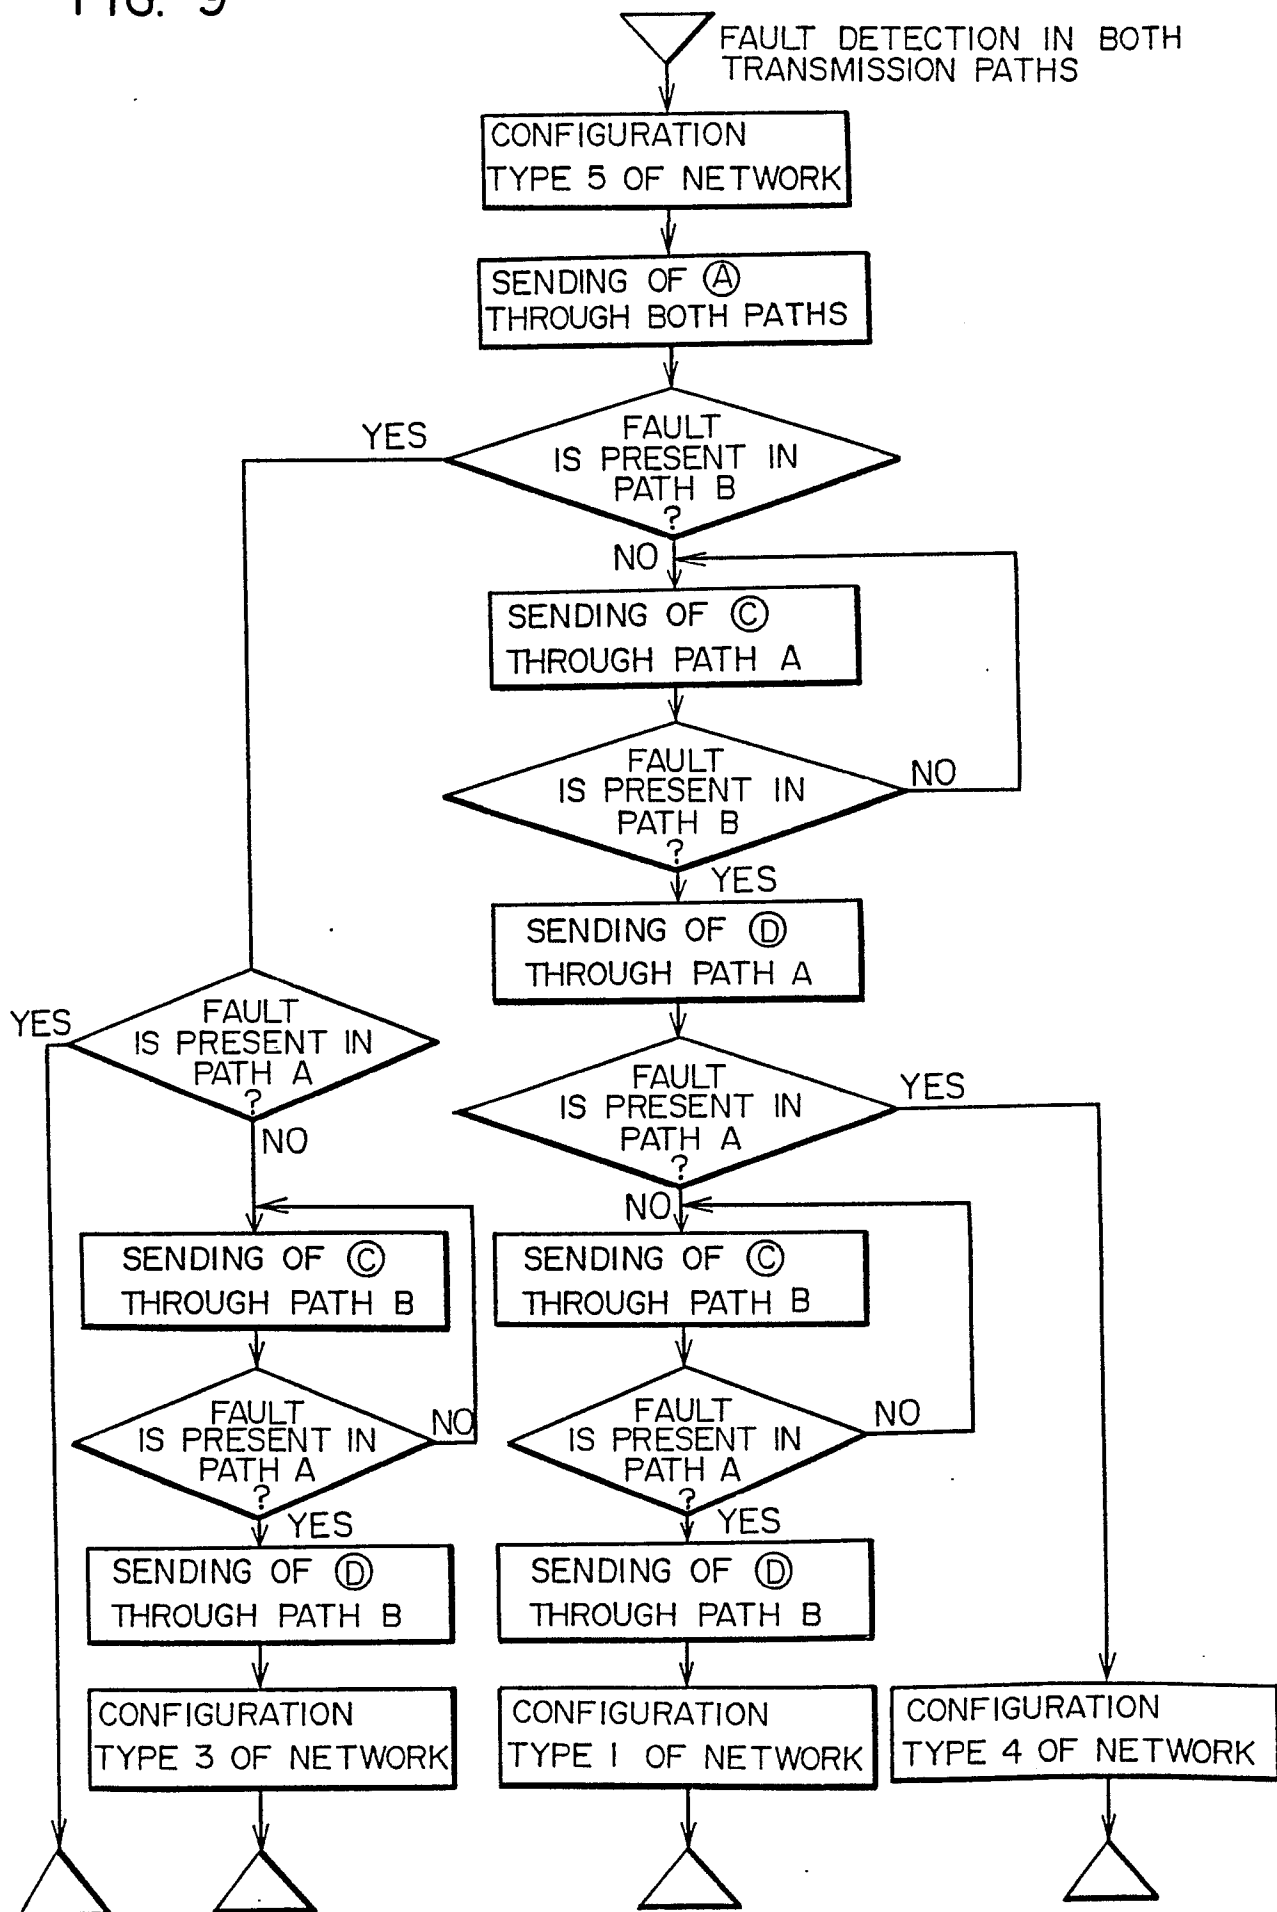 FIG. 9
FAULT DETECTION IN BOTH
TRANSMISSION PATHS
CONFIGURATION
TYPE 5 OF NETWORK
SENDING OF Ⓐ
THROUGH BOTH PATHS
FAULT
IS PRESENT IN
PATH B
?
YES
NO
SENDING OF Ⓒ
THROUGH PATH A
FAULT
IS PRESENT IN
PATH B
?
NO
YES
SENDING OF Ⓓ
THROUGH PATH A
FAULT
IS PRESENT IN
PATH A
?
YES
NO
FAULT
IS PRESENT IN
PATH A
?
YES
NO
SENDING OF Ⓒ
THROUGH PATH B
FAULT
IS PRESENT IN
PATH A
?
NO
YES
SENDING OF Ⓓ
THROUGH PATH B
CONFIGURATION
TYPE 3 OF NETWORK
SENDING OF Ⓒ
THROUGH PATH B
FAULT
IS PRESENT IN
PATH A
?
NO
YES
SENDING OF Ⓓ
THROUGH PATH B
CONFIGURATION
TYPE 1 OF NETWORK
CONFIGURATION
TYPE 4 OF NETWORK